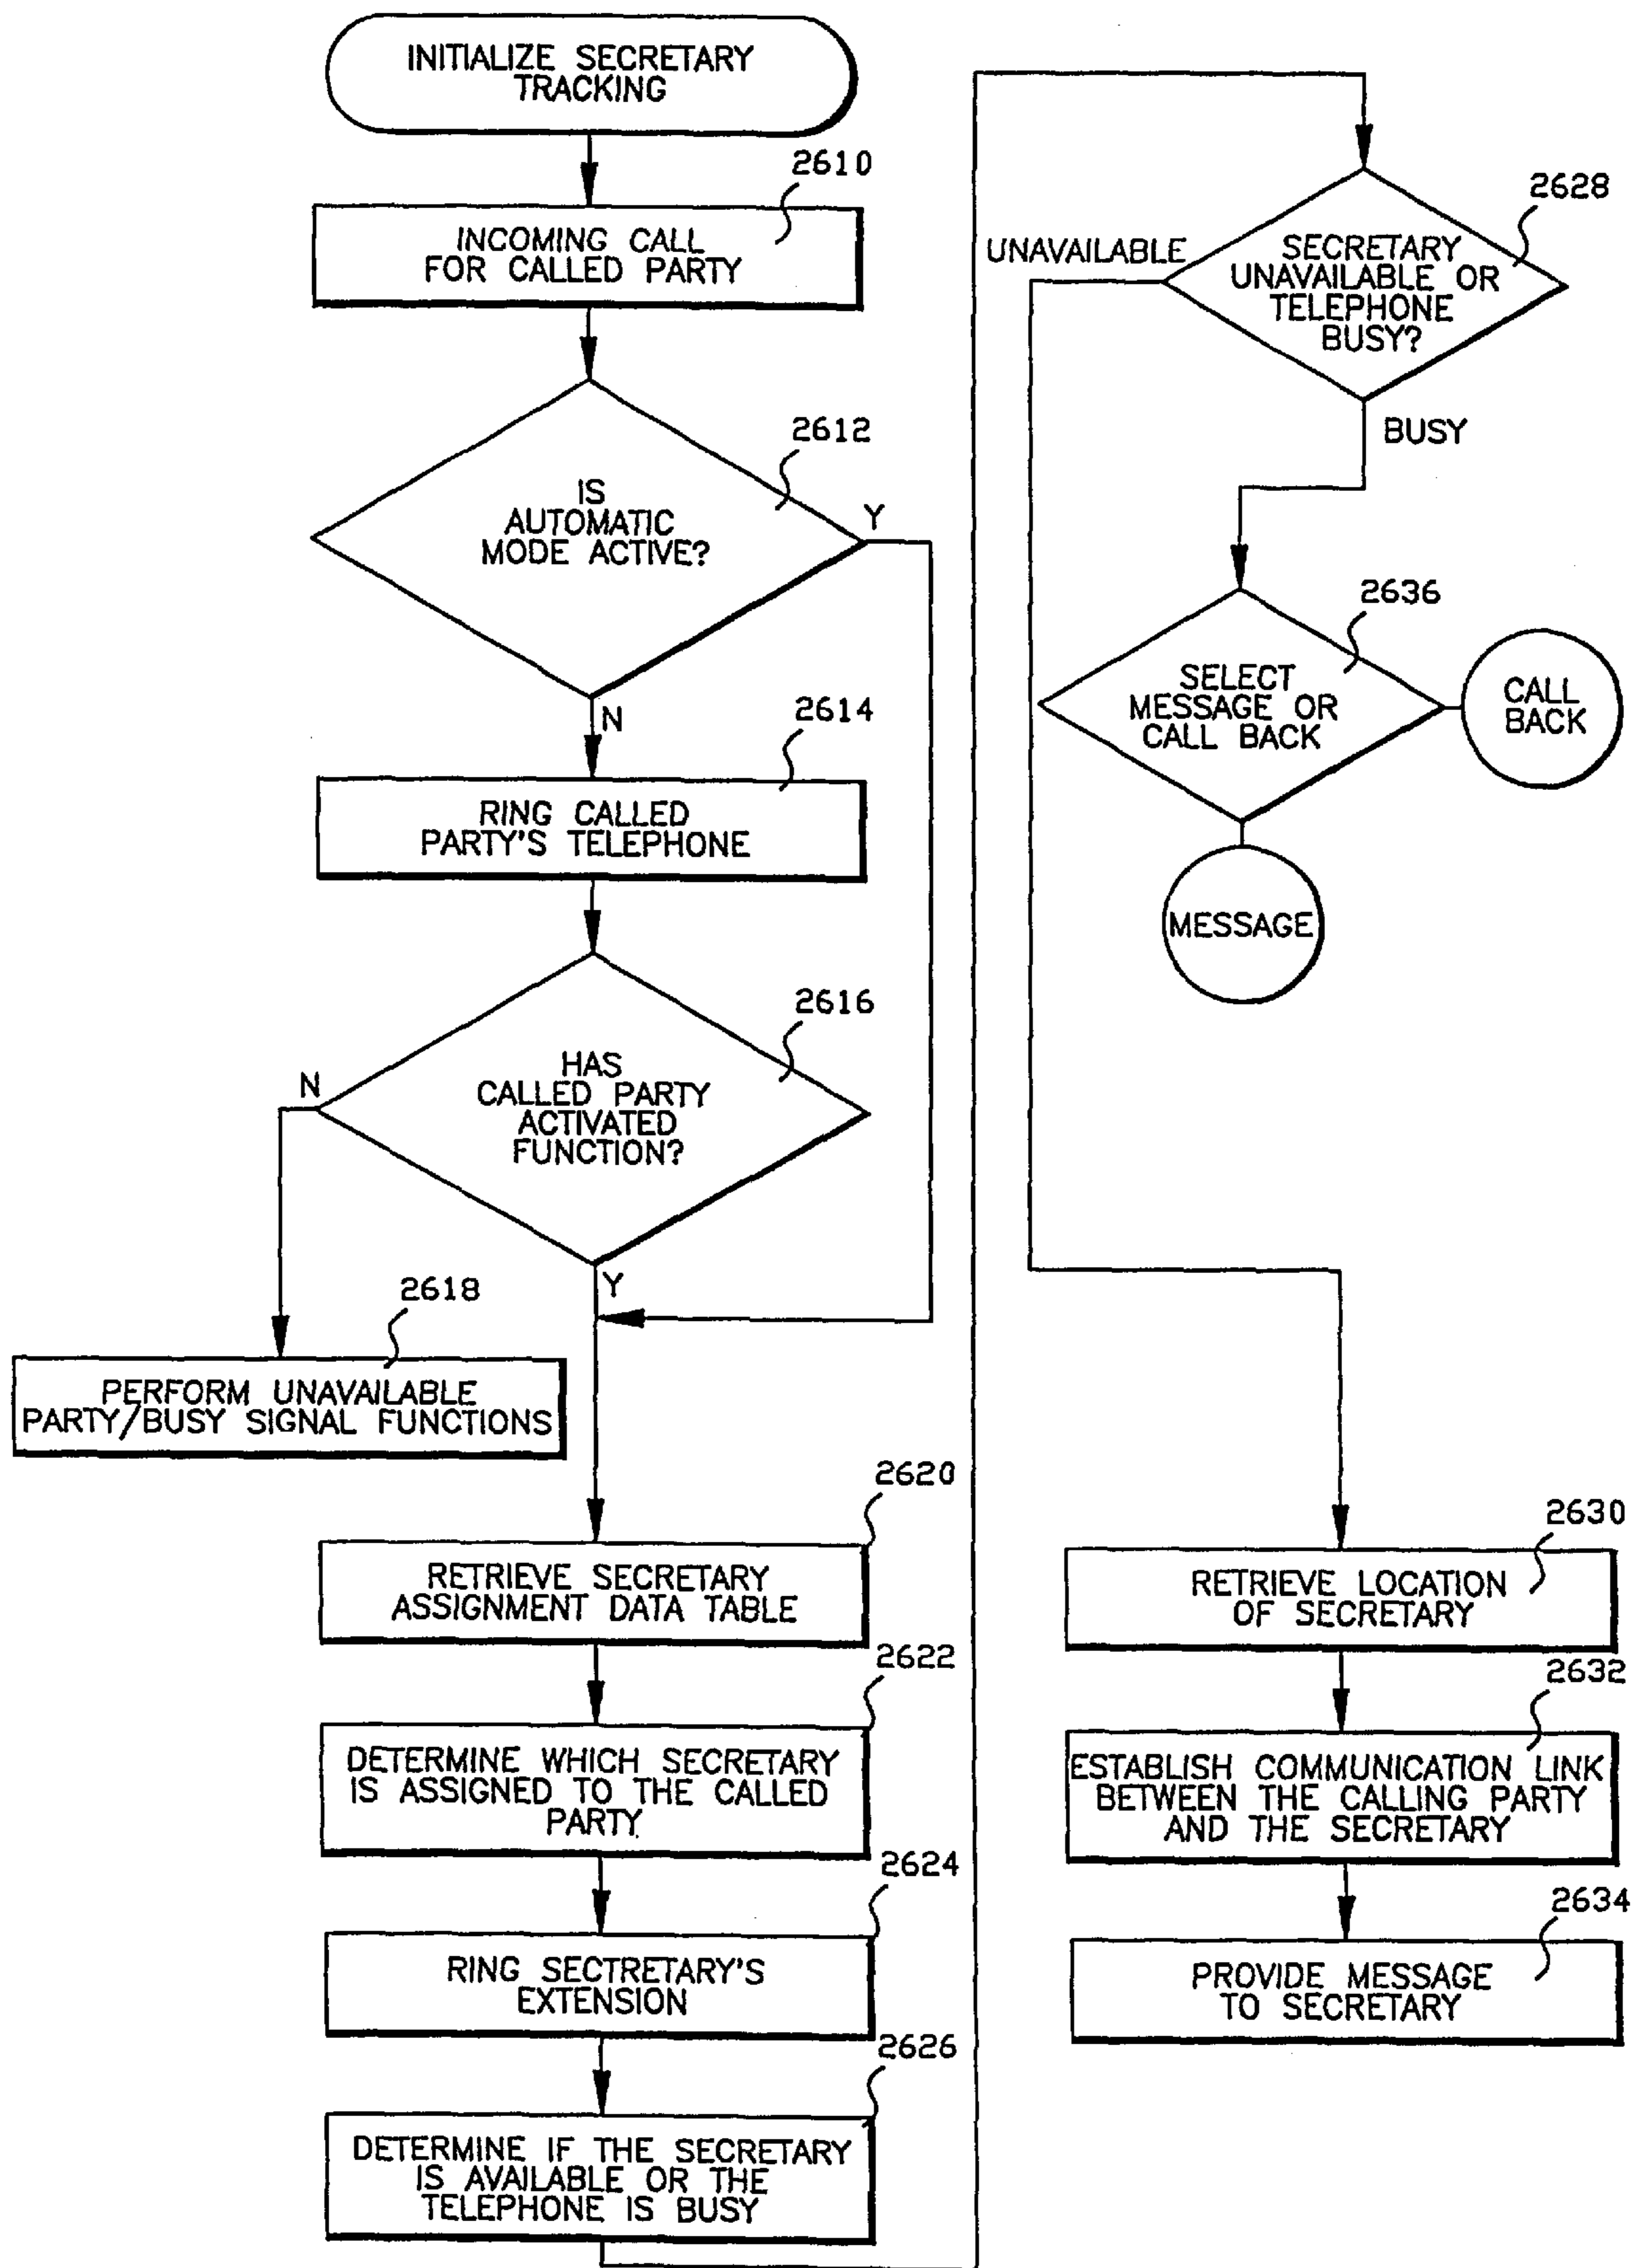 INITIALIZE SECRETARY
TRACKING
2610
INCOMING CALL
FOR CALLED PARTY
2612
IS
AUTOMATIC
MODE ACTIVE?
Y
N
2614
RING CALLED
PARTY'S TELEPHONE
2616
HAS
CALLED PARTY
ACTIVATED
FUNCTION?
N
Y
2618
PERFORM UNAVAILABLE
PARTY/BUSY SIGNAL FUNCTIONS
2620
RETRIEVE SECRETARY
ASSIGNMENT DATA TABLE
2622
DETERMINE WHICH SECRETARY
IS ASSIGNED TO THE CALLED
PARTY
2624
RING SECTRETARY'S
EXTENSION
2626
DETERMINE IF THE SECRETARY
IS AVAILABLE OR THE
TELEPHONE IS BUSY
2628
UNAVAILABLE
SECRETARY
UNAVAILABLE OR
TELEPHONE
BUSY?
BUSY
2636
SELECT
MESSAGE OR
CALL BACK
CALL
BACK
MESSAGE
2630
RETRIEVE LOCATION
OF SECRETARY
2632
ESTABLISH COMMUNICATION LINK
BETWEEN THE CALLING PARTY
AND THE SECRETARY
2634
PROVIDE MESSAGE
TO SECRETARY